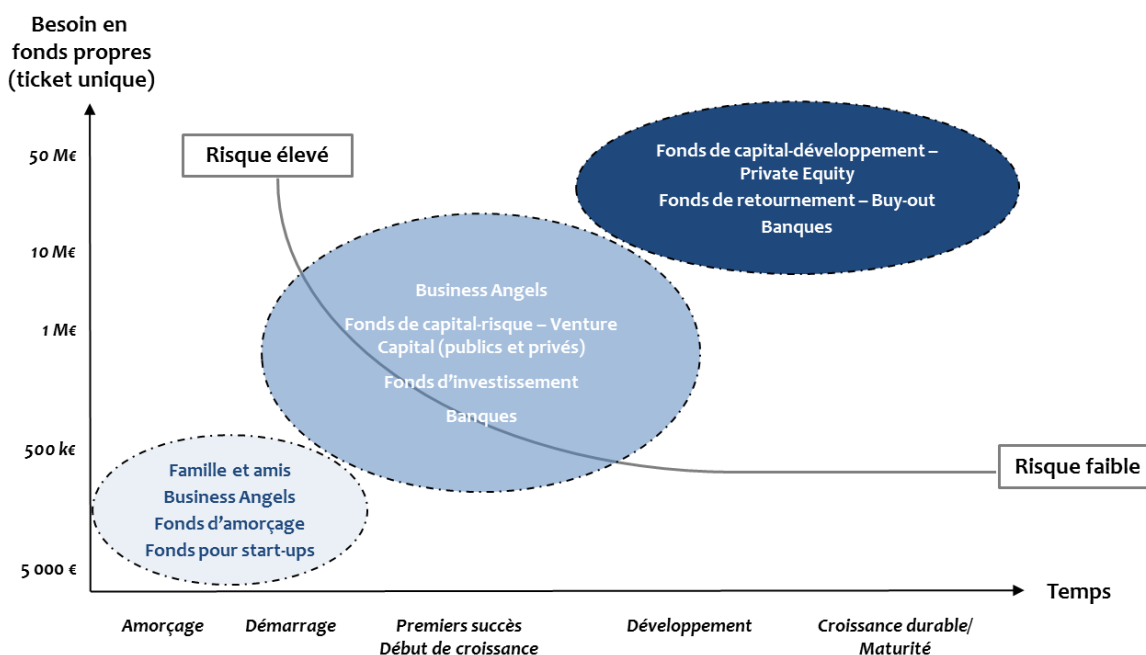 Besoin en
fonds propres
(ticket unique)
50 M€
10 M€
1 M€
500 k€
5 000 €
Risque élevé
Fonds de capital-développement –
Private Equity
Fonds de retournement – Buy-out
Banques
Business Angels
Fonds de capital-risque – Venture
Capital (publics et privés)
Fonds d’investissement
Banques
Famille et amis
Business Angels
Fonds d’amorçage
Fonds pour start-ups
Risque faible
Temps
Amorçage
Démarrage
Premiers succès
Début de croissance
Développement
Croissance durable/
Maturité